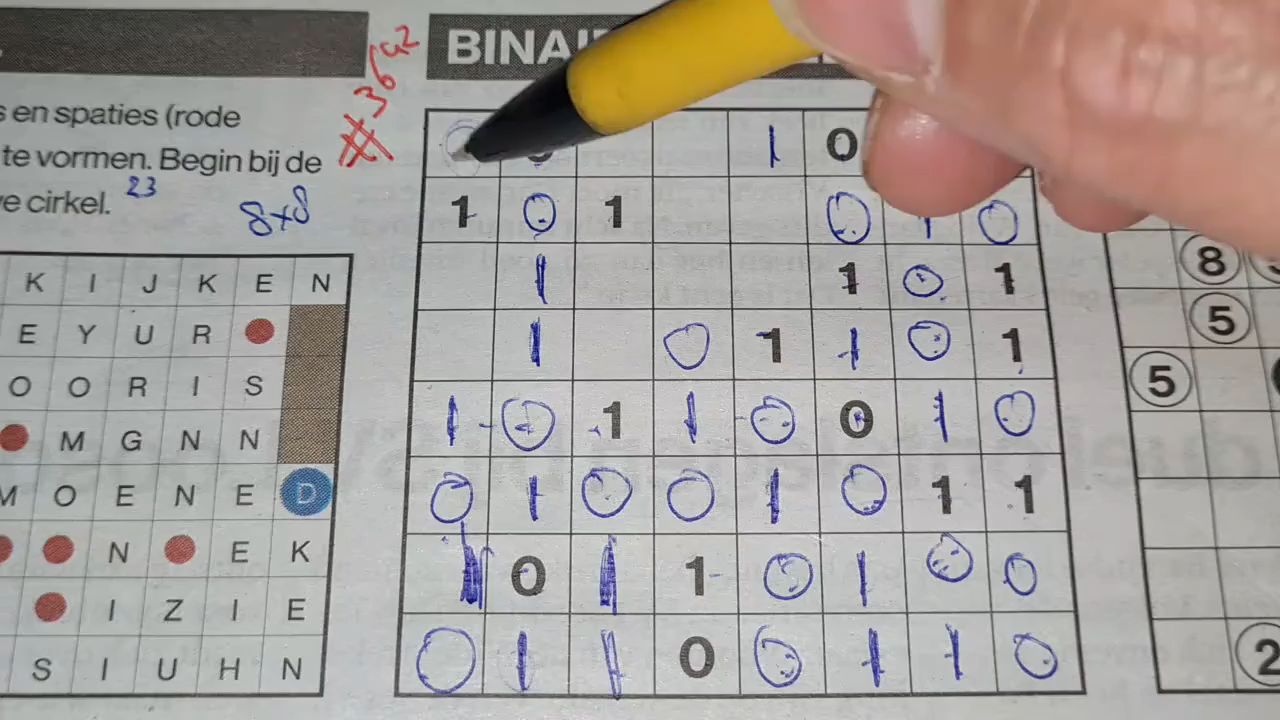 BINAI
#3642
s en spaties (rode
te vormen. Begin bij de
e cirkel. 23
8x8
1 0
1 0 1 0 1 0
1 1 0 1
1 0 1 1 0 1
1 0 1 1 0 0 1 0
0 1 0 0 1 0 1 1
1 0 1 1 0 1 0 0
0 1 1 0 0 1 1 0
K I J K E N
E Y U R
O O R I S
M G N N
M O E N E D
N E K
I Z I E
S I U H N
8
5
5
2